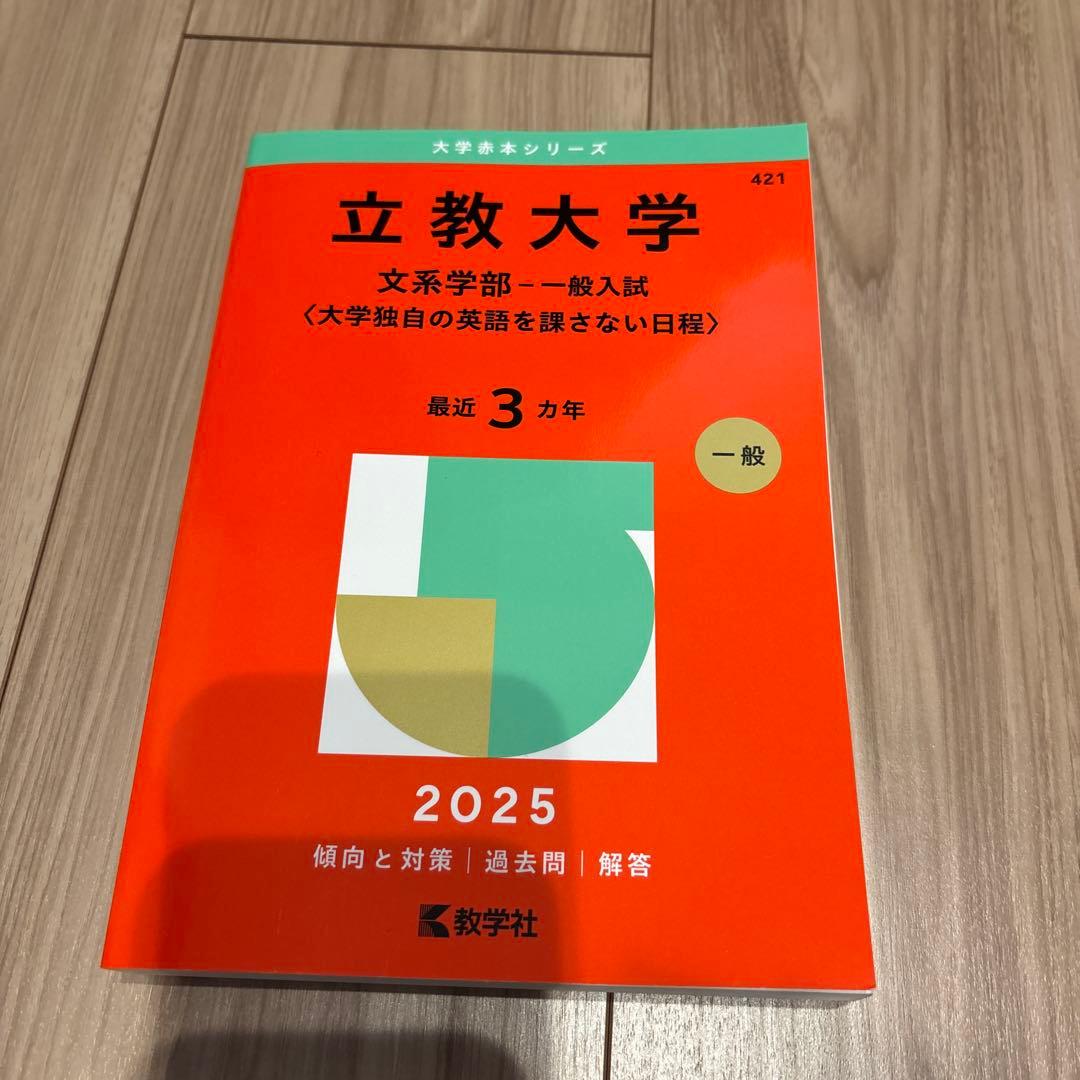 大学赤本シリーズ
421
立教大学
文系学部－一般入試
〈大学独自の英語を課さない日程〉
最近3カ年
一般
2025
傾向と対策｜過去問｜解答
教学社